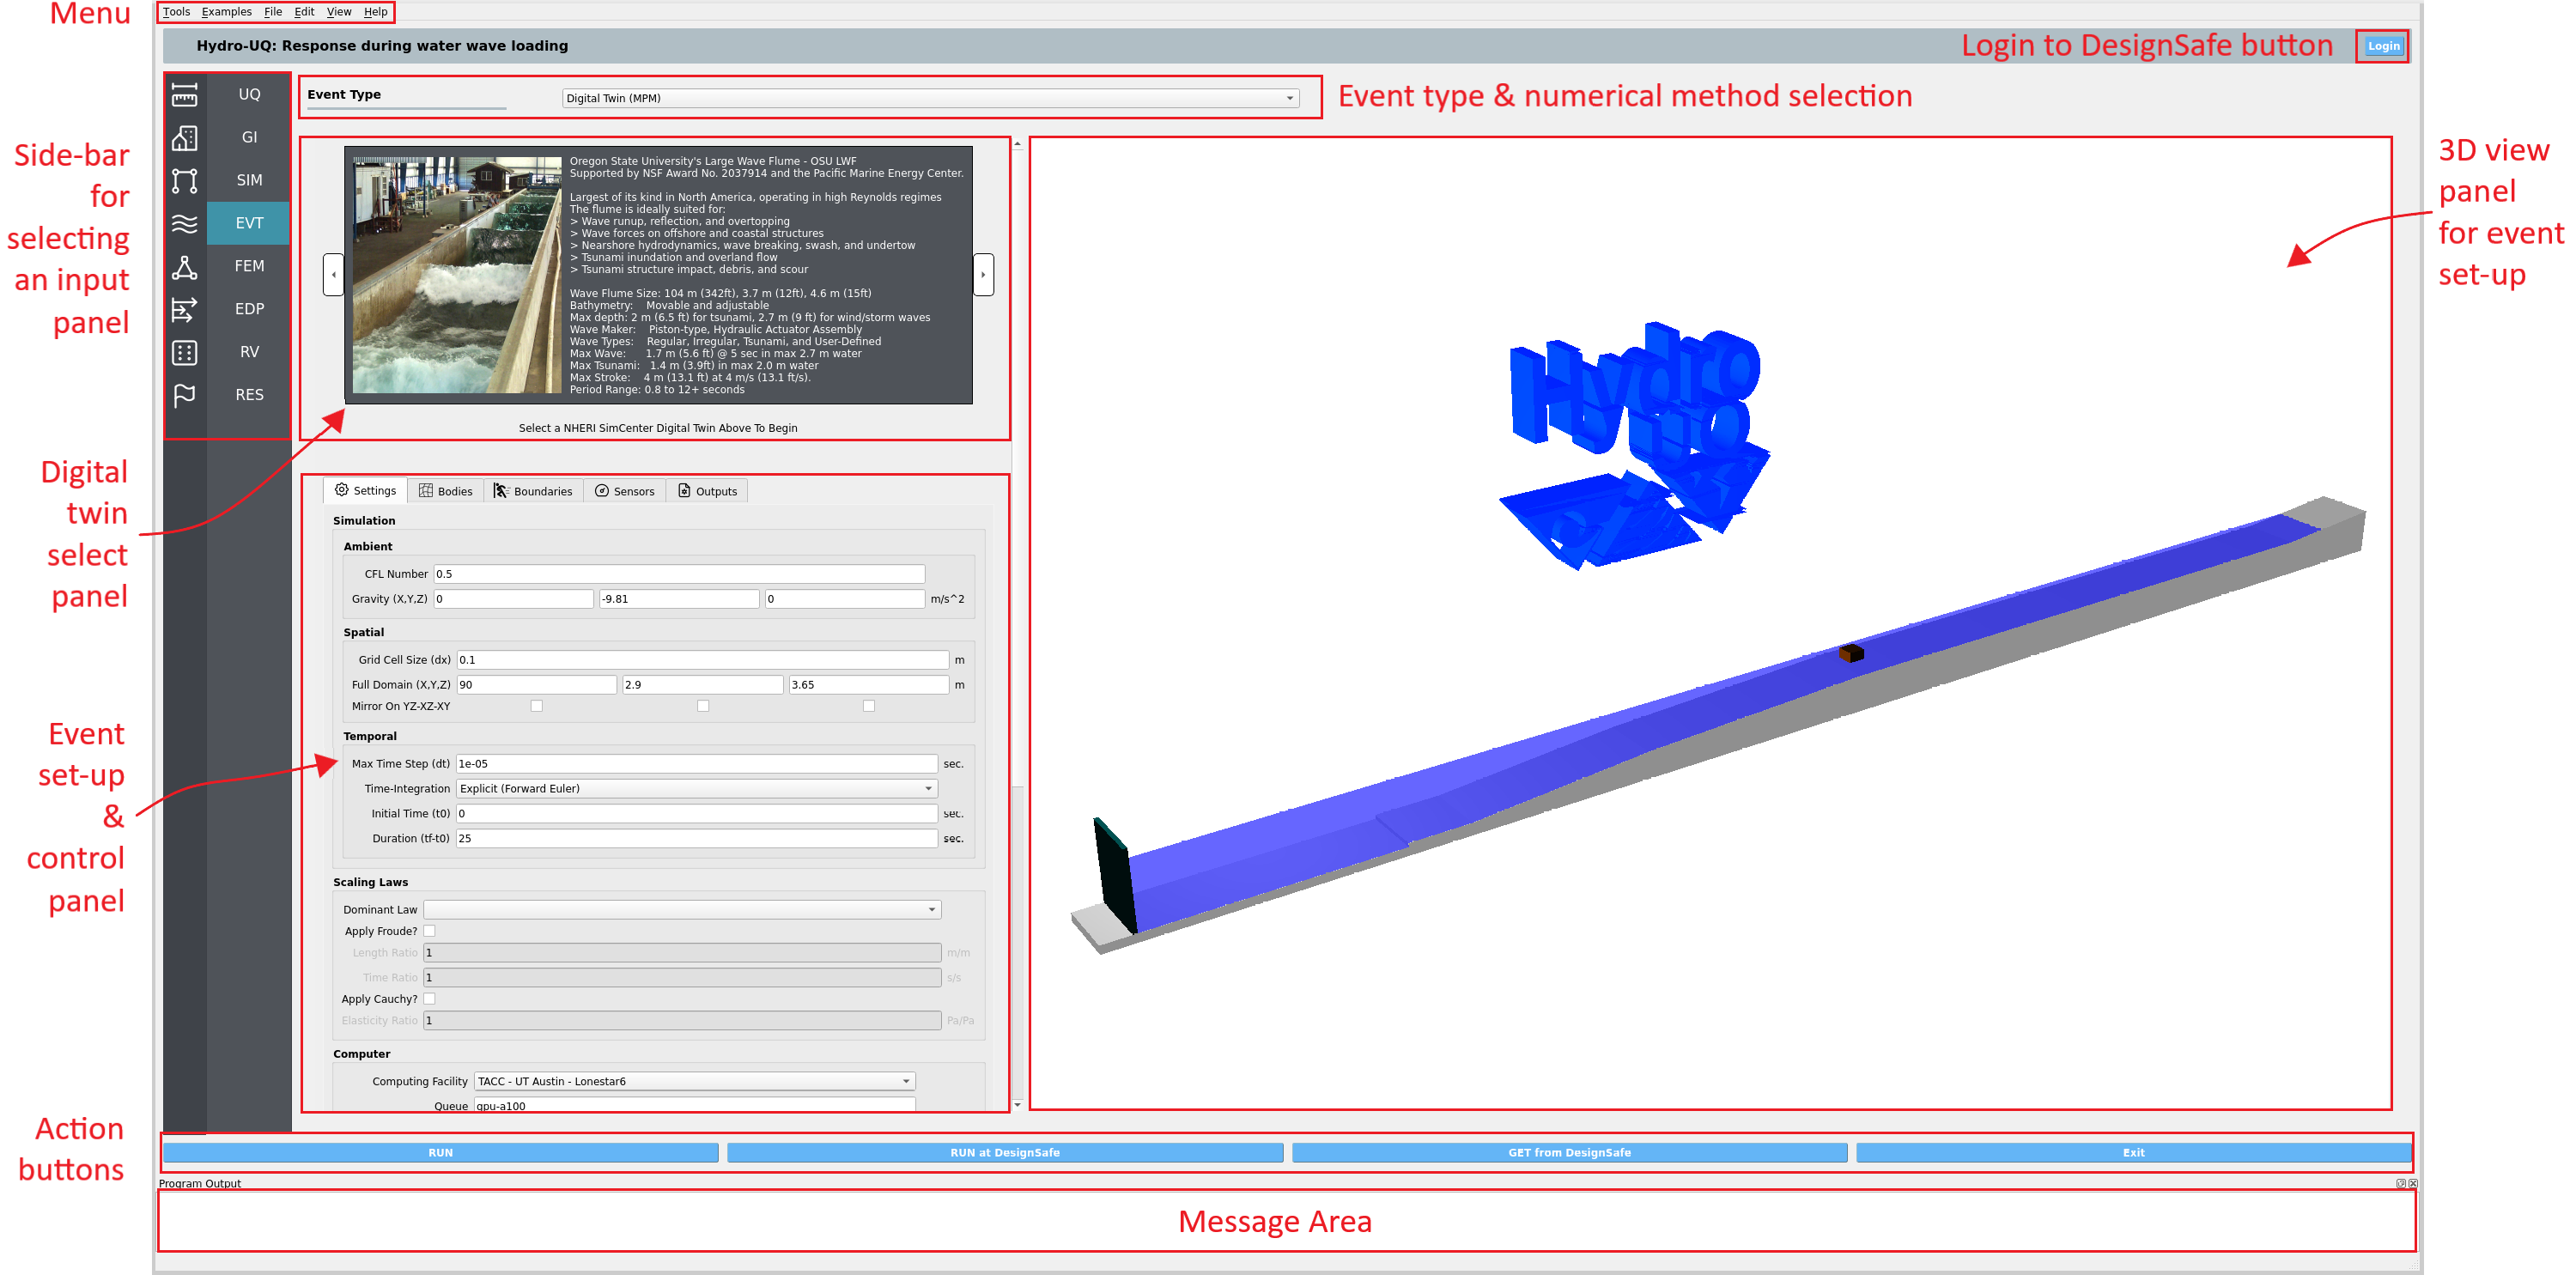 Menu
Tools Examples File Edit View Help
Hydro-UQ: Response during water wave loading
Login to DesignSafe button
Login
Side-bar
for
selecting
an input
panel
UQ
GI
SIM
EVT
FEM
EDP
RV
RES
Event Type
Digital Twin (MPM)
Event type & numerical method selection
Oregon State University's Large Wave Flume - OSU LWF
Supported by NSF Award No. 2037914 and the Pacific Marine Energy Center.
Largest of its kind in North America, operating in high Reynolds regimes
The flume is ideally suited for:
> Wave runup, reflection, and overtopping
> Wave forces on offshore and coastal structures
> Nearshore hydrodynamics, wave breaking, swash, and undertow
> Tsunami inundation and overland flow
> Tsunami structure impact, debris, and scour
Wave Flume Size: 104 m (342ft), 3.7 m (12ft), 4.6 m (15ft)
Bathymetry: Movable and adjustable
Max depth: 2 m (6.5 ft) for tsunami, 2.7 m (9 ft) for wind/storm waves
Wave Maker: Piston-type, Hydraulic Actuator Assembly
Wave Types: Regular, Irregular, Tsunami, and User-Defined
Max Wave: 1.7 m (5.6 ft) @ 5 sec in max 2.7 m water
Max Tsunami: 1.4 m (3.9ft) in max 2.0 m water
Max Stroke: 4 m (13.1 ft) at 4 m/s (13.1 ft/s).
Period Range: 0.8 to 12+ seconds
Select a NHERI SimCenter Digital Twin Above To Begin
Digital
twin
select
panel
3D view
panel
for event
set-up
Hydro
UQ
Settings Bodies Boundaries Sensors Outputs
Simulation
Ambient
CFL Number 0.5
Gravity (X,Y,Z) 0 -9.81 0 m/s^2
Spatial
Grid Cell Size (dx) 0.1 m
Full Domain (X,Y,Z) 90 2.9 3.65 m
Mirror On YZ-XZ-XY
Temporal
Max Time Step (dt) 1e-05 sec.
Time-Integration Explicit (Forward Euler)
Initial Time (t0) 0 sec.
Duration (tf-t0) 25 sec.
Event
set-up
&
control
panel
Scaling Laws
Dominant Law
Apply Froude?
Length Ratio 1 m/m
Time Ratio 1 s/s
Apply Cauchy?
Elasticity Ratio 1 Pa/Pa
Computer
Computing Facility TACC - UT Austin - Lonestar6
Queue gpu-a100
Action
buttons
RUN
RUN at DesignSafe
GET from DesignSafe
Exit
Program Output
Message Area